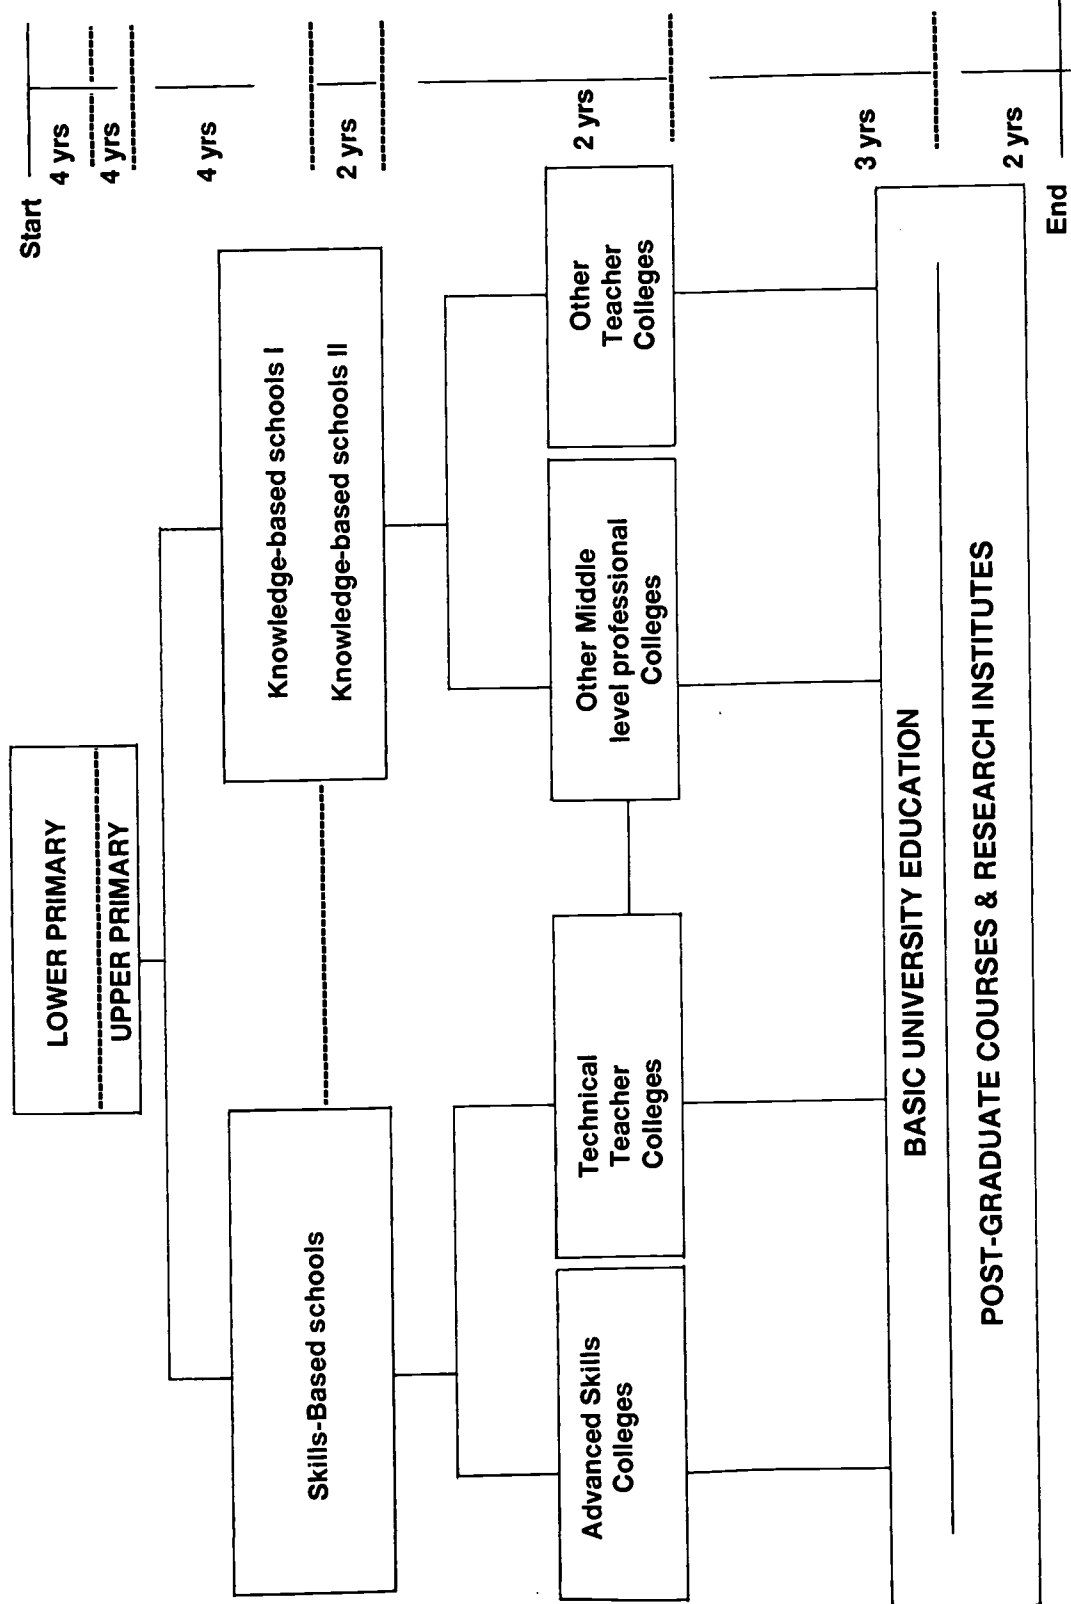 LOWER PRIMARY
UPPER PRIMARY
Skills-Based schools
Knowledge-based schools I
Knowledge-based schools II
Advanced Skills
Colleges
Technical
Teacher
Colleges
Other Middle
level professional
Colleges
Other
Teacher
Colleges
BASIC UNIVERSITY EDUCATION
POST-GRADUATE COURSES & RESEARCH INSTITUTES
Start
4 yrs
4 yrs
4 yrs
2 yrs
2 yrs
3 yrs
2 yrs
End